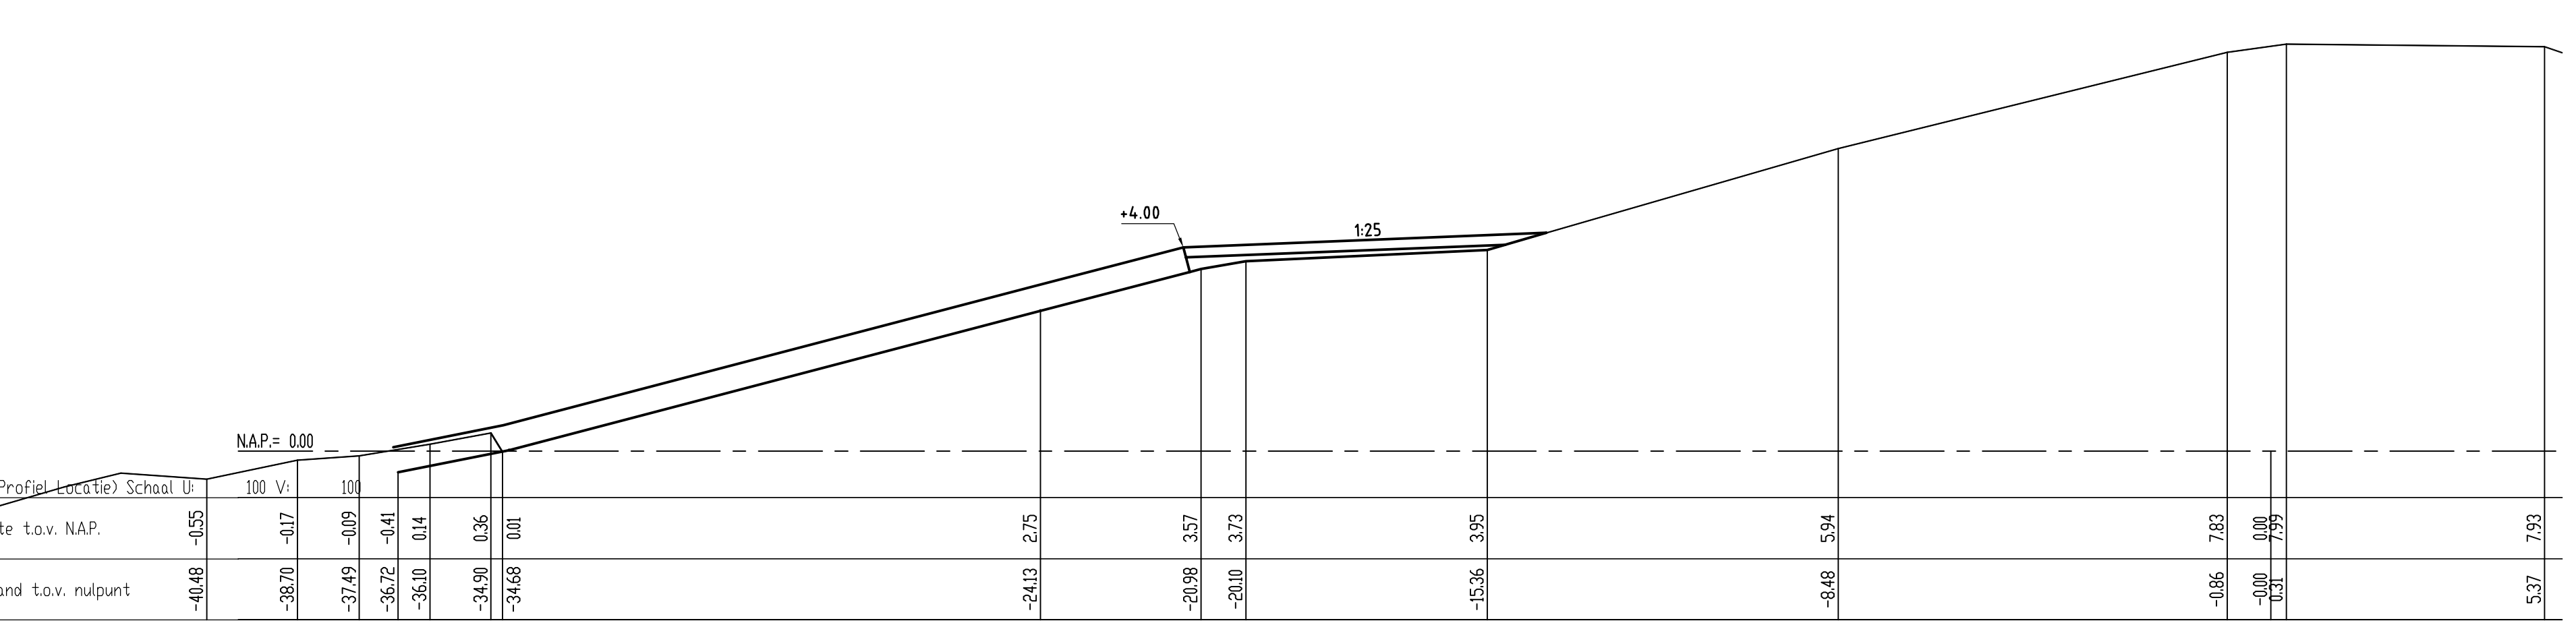 +4.00
1:25
N.A.P.= 0.00
Profiel Locatie) Schaal U: 100 V: 100
te t.o.v. N.A.P. -0.55 -0.17 -0.09 -0.41 0.14 0.36 0.01 2.75 3.57 3.73 3.95 5.94 7.83 0.00 7.99 7.93
and t.o.v. nulpunt -40.48 -38.70 -37.49 -36.72 -36.10 -34.90 -34.68 -24.13 -20.98 -20.10 -15.36 -8.48 -0.86 -0.00 0.31 5.37